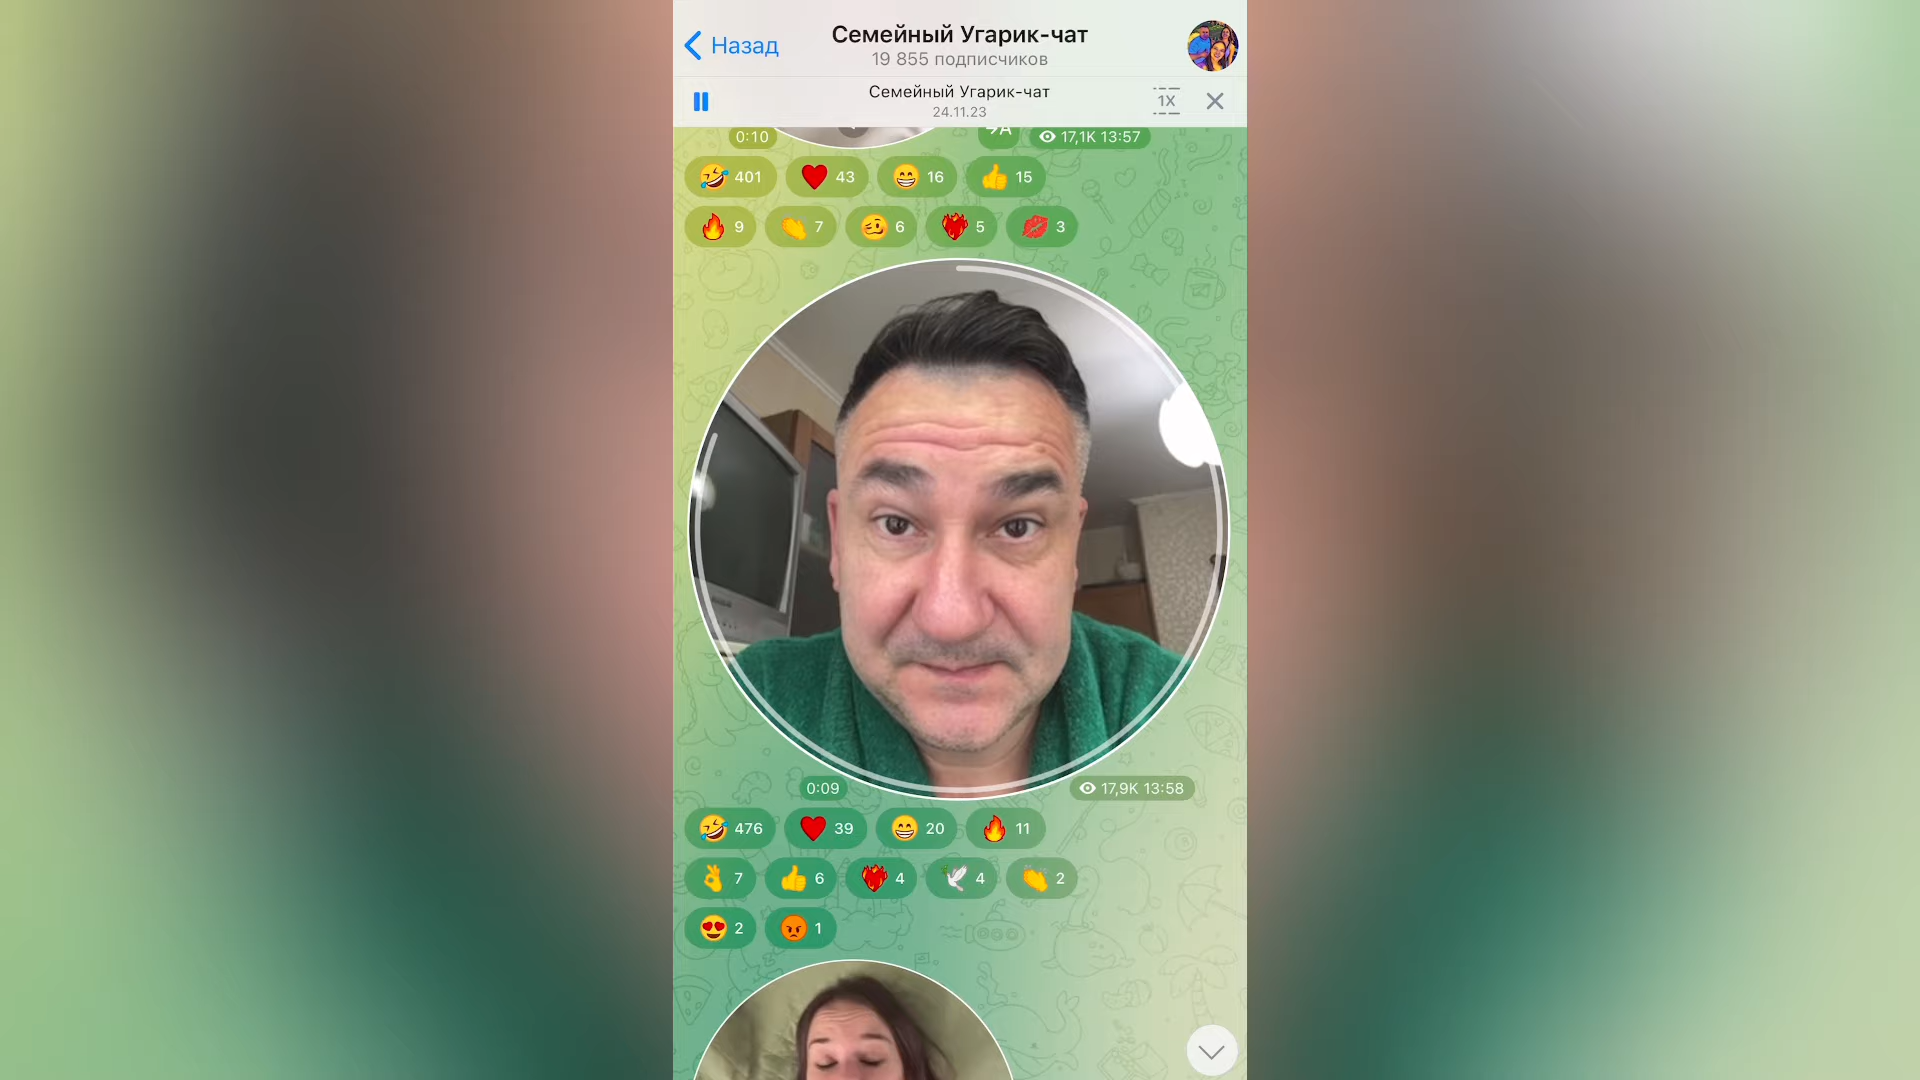 Назад
Семейный Угарик-чат
19 855 подписчиков
Семейный Угарик-чат
24.11.23
1X
0:10
→A
17,1K 13:57
401 43 16 15
9 7 6 5 3
0:09
17,9K 13:58
476 39 20 11
7 6 4 4 2
2 1